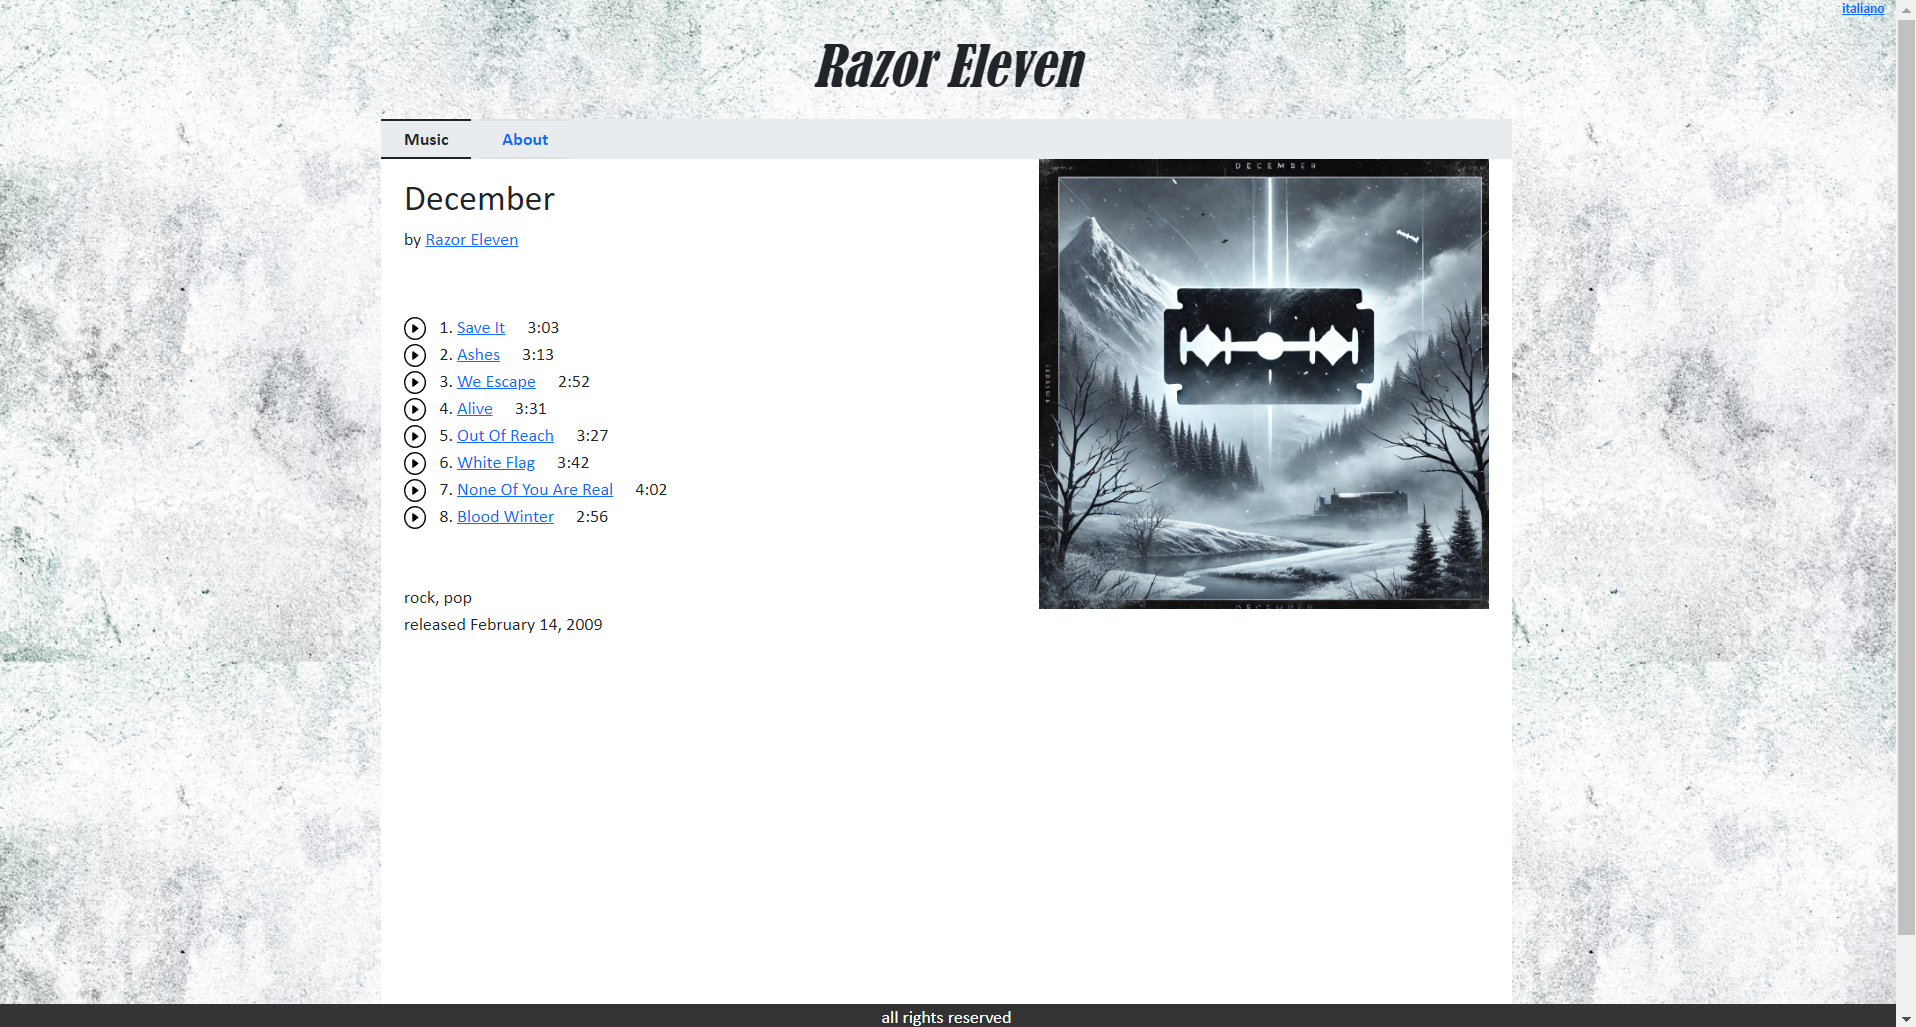 italiano
Razor Eleven
Music About
December
by Razor Eleven
1. Save It 3:03
2. Ashes 3:13
3. We Escape 2:52
4. Alive 3:31
5. Out Of Reach 3:27
6. White Flag 3:42
7. None Of You Are Real 4:02
8. Blood Winter 2:56
rock, pop
released February 14, 2009
DECEMBER
DECEMBER
all rights reserved